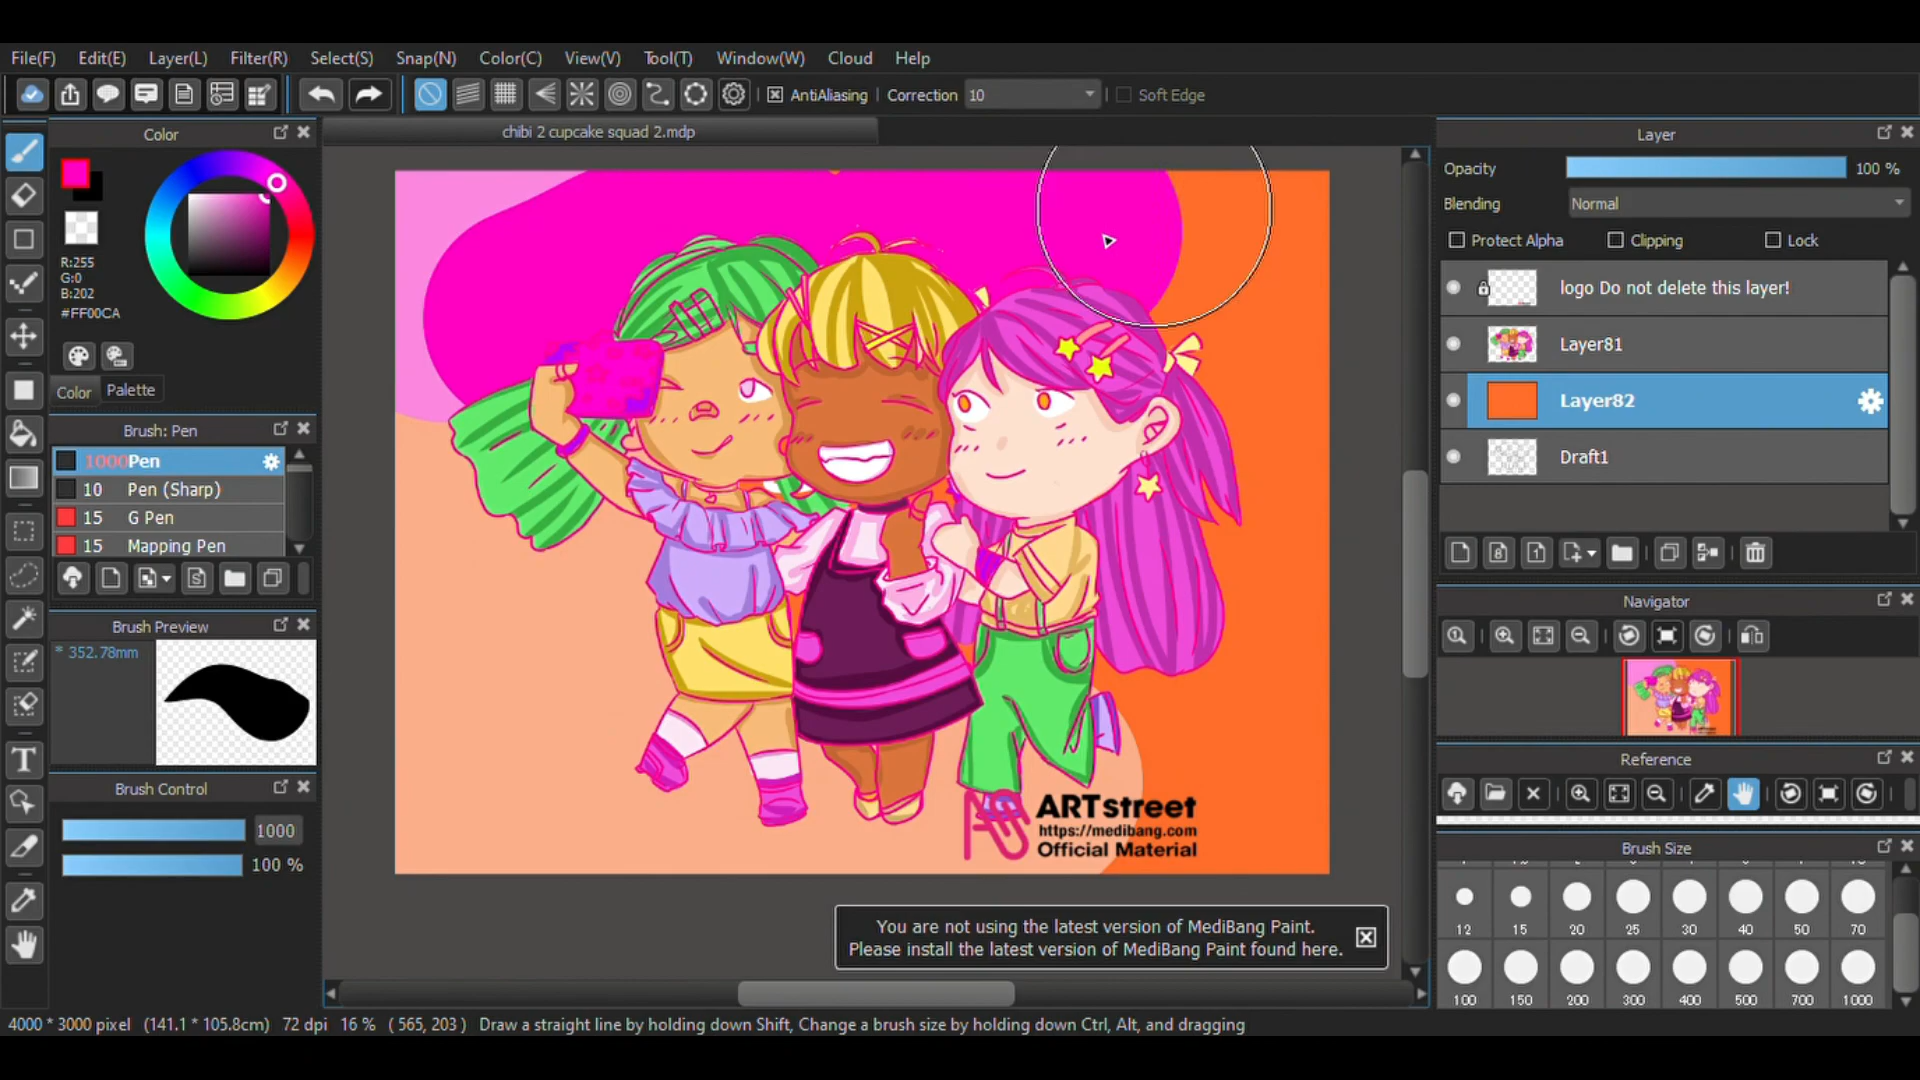 File(F) Edit(E) Layer(L) Filter(R) Select(S) Snap(N) Color(C) View(V) Tool(T) Window(W) Cloud Help
AntiAliasing Correction 10 Soft Edge
Color
chibi 2 cupcake squad 2.mdp
R:255
G:0
B:202
#FF00CA
Color Palette
Brush: Pen
1000 Pen
10 Pen (Sharp)
15 G Pen
15 Mapping Pen
Brush Preview
* 352.78mm
Brush Control
1000
100 %
ARTstreet
https://medibang.com
Official Material
You are not using the latest version of MediBang Paint.
Please install the latest version of MediBang Paint found here.
Layer
Opacity 100 %
Blending Normal
Protect Alpha Clipping Lock
logo Do not delete this layer!
Layer81
Layer82
Draft1
Navigator
Reference
Brush Size
12 15 20 25 30 40 50 70
100 150 200 300 400 500 700 1000
4000 * 3000 pixel (141.1 * 105.8cm) 72 dpi 16 % ( 565, 203 ) Draw a straight line by holding down Shift, Change a brush size by holding down Ctrl, Alt, and dragging